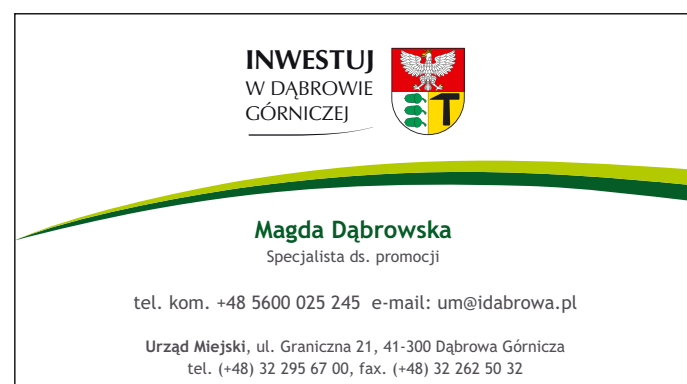 INWESTUJ
W DĄBROWIE
GÓRNICZEJ
Magda Dąbrowska
Specjalista ds. promocji
tel. kom. +48 5600 025 245 e-mail: um@idabrowa.pl
Urząd Miejski, ul. Graniczna 21, 41-300 Dąbrowa Górnicza
tel. (+48) 32 295 67 00, fax. (+48) 32 262 50 32